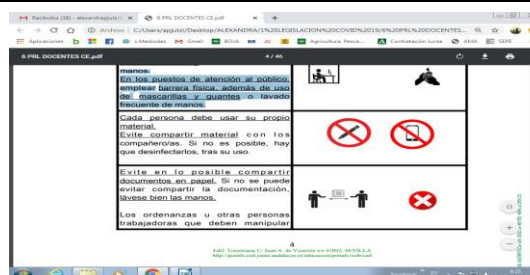 Recibidos (38) - alexandrapjutz
6 PRL DOCENTES CE.pdf
Archivo | C:/Users/apjutz/Desktop/ALEXANDRA/1%20LEGISLACION%20COVID%2019/6%20PRL%20DOCENTES...
Aplicaciones
Gmail
BOJA
Agricultura, Pesca...
Contratación Junta
AMA
SEPE
6 PRL DOCENTES CE.pdf
4 / 46
manos.
En los puestos de atención al público,
emplear barrera física, además de uso
de mascarillas y guantes o lavado
frecuente de manos.
Cada persona debe usar su propio
material.
Evite compartir material con los
compañero/as. Si no es posible, hay
que desinfectarlos, tras su uso.
Evite en lo posible compartir
documentos en papel. Si no se puede
evitar compartir la documentación,
lávese bien las manos.
Los ordenanzas u otras personas
trabajadoras que deben manipular
4